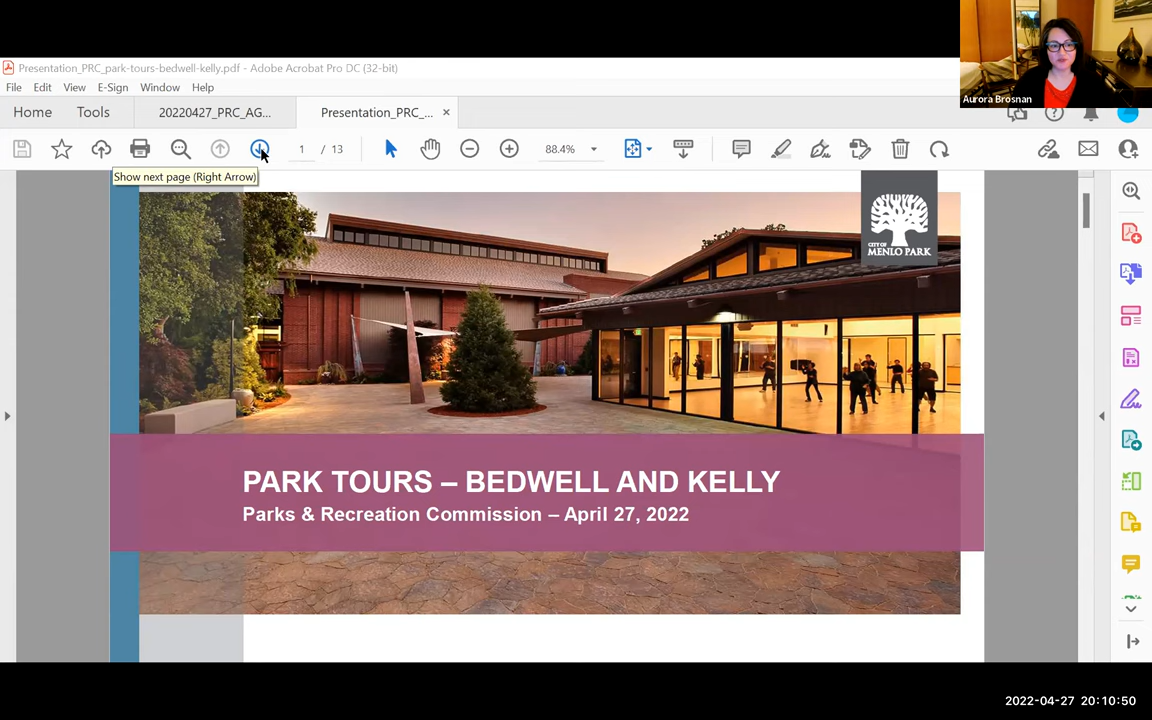 Presentation_PRC_park-tours-bedwell-kelly.pdf - Adobe Acrobat Pro DC (32-bit)
File Edit View E-Sign Window Help
Home Tools 20220427_PRC_AG... Presentation_PRC_... ×
1 / 13 88.4%
Show next page (Right Arrow)
Aurora Brosnan
CITY OF
MENLO PARK
PARK TOURS – BEDWELL AND KELLY
Parks & Recreation Commission – April 27, 2022
2022-04-27 20:10:50